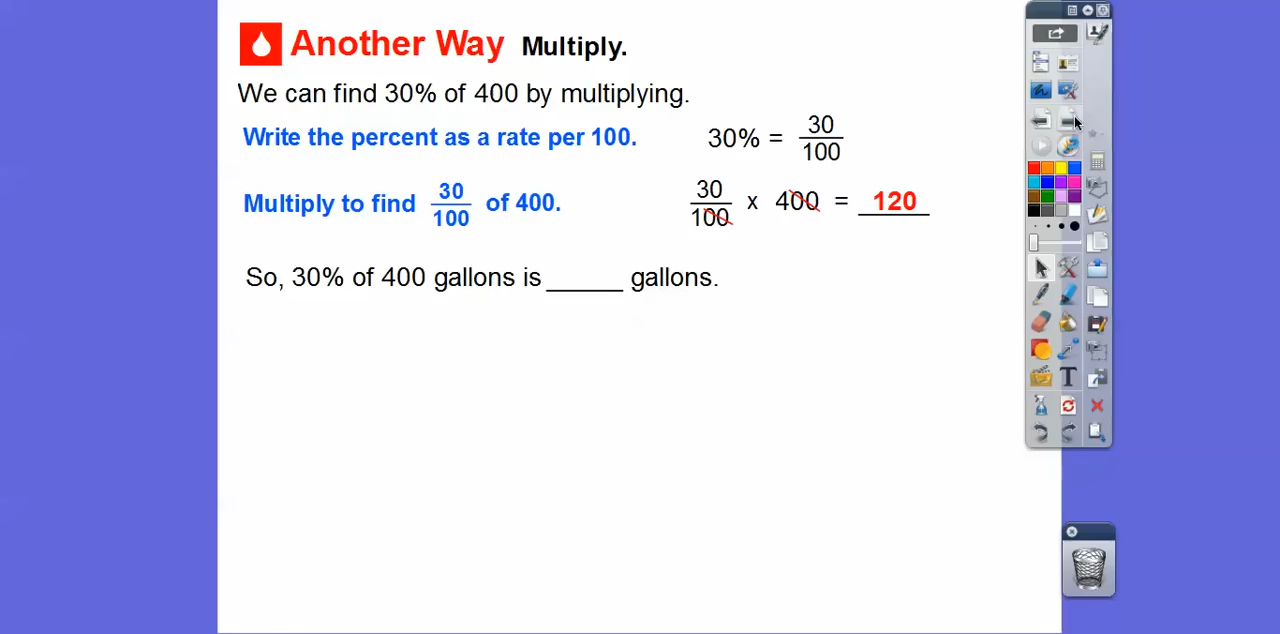 Another Way Multiply.
We can find 30% of 400 by multiplying.
Write the percent as a rate per 100. 30% = 30/100
Multiply to find 30/100 of 400. 30/100 x 400 = 120
So, 30% of 400 gallons is ______ gallons.
T